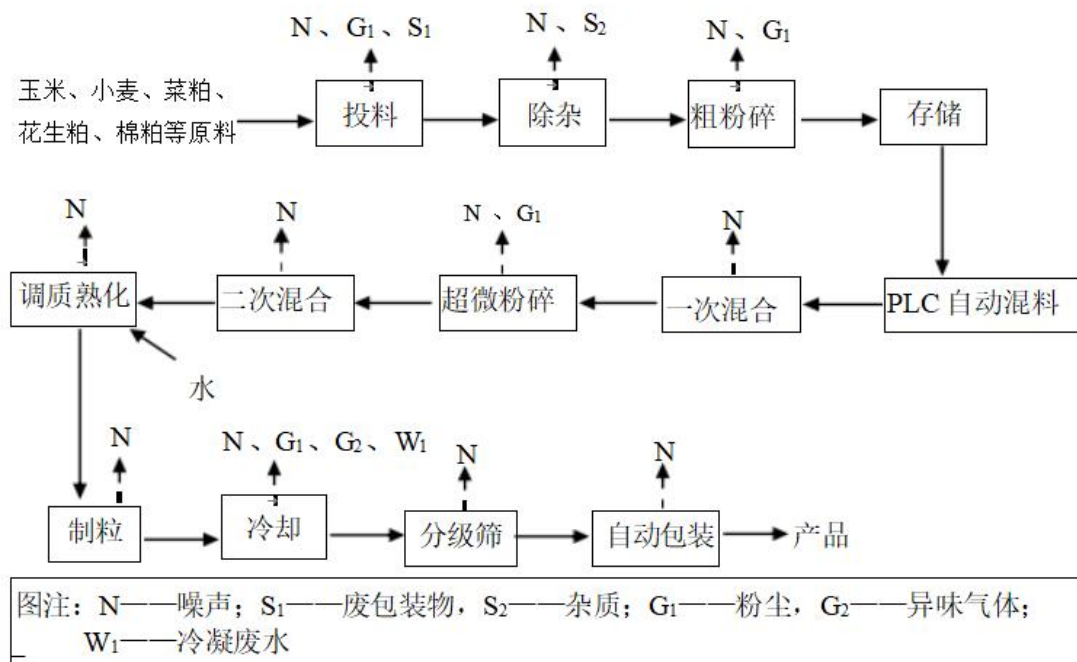 N、G₁、S₁
N、S₂
N、G₁
玉米、小麦、菜粕、
花生粕、棉粕等原料
投料
除杂
粗粉碎
存储
N
N
N 、G₁
N
调质熟化
二次混合
超微粉碎
一次混合
PLC 自动混料
水
N
N、G₁、G₂、W₁
N
N
制粒
冷却
分级筛
自动包装
产品
图注：N——噪声；S₁——废包装物，S₂——杂质；G₁——粉尘，G₂——异味气体；
W₁——冷凝废水